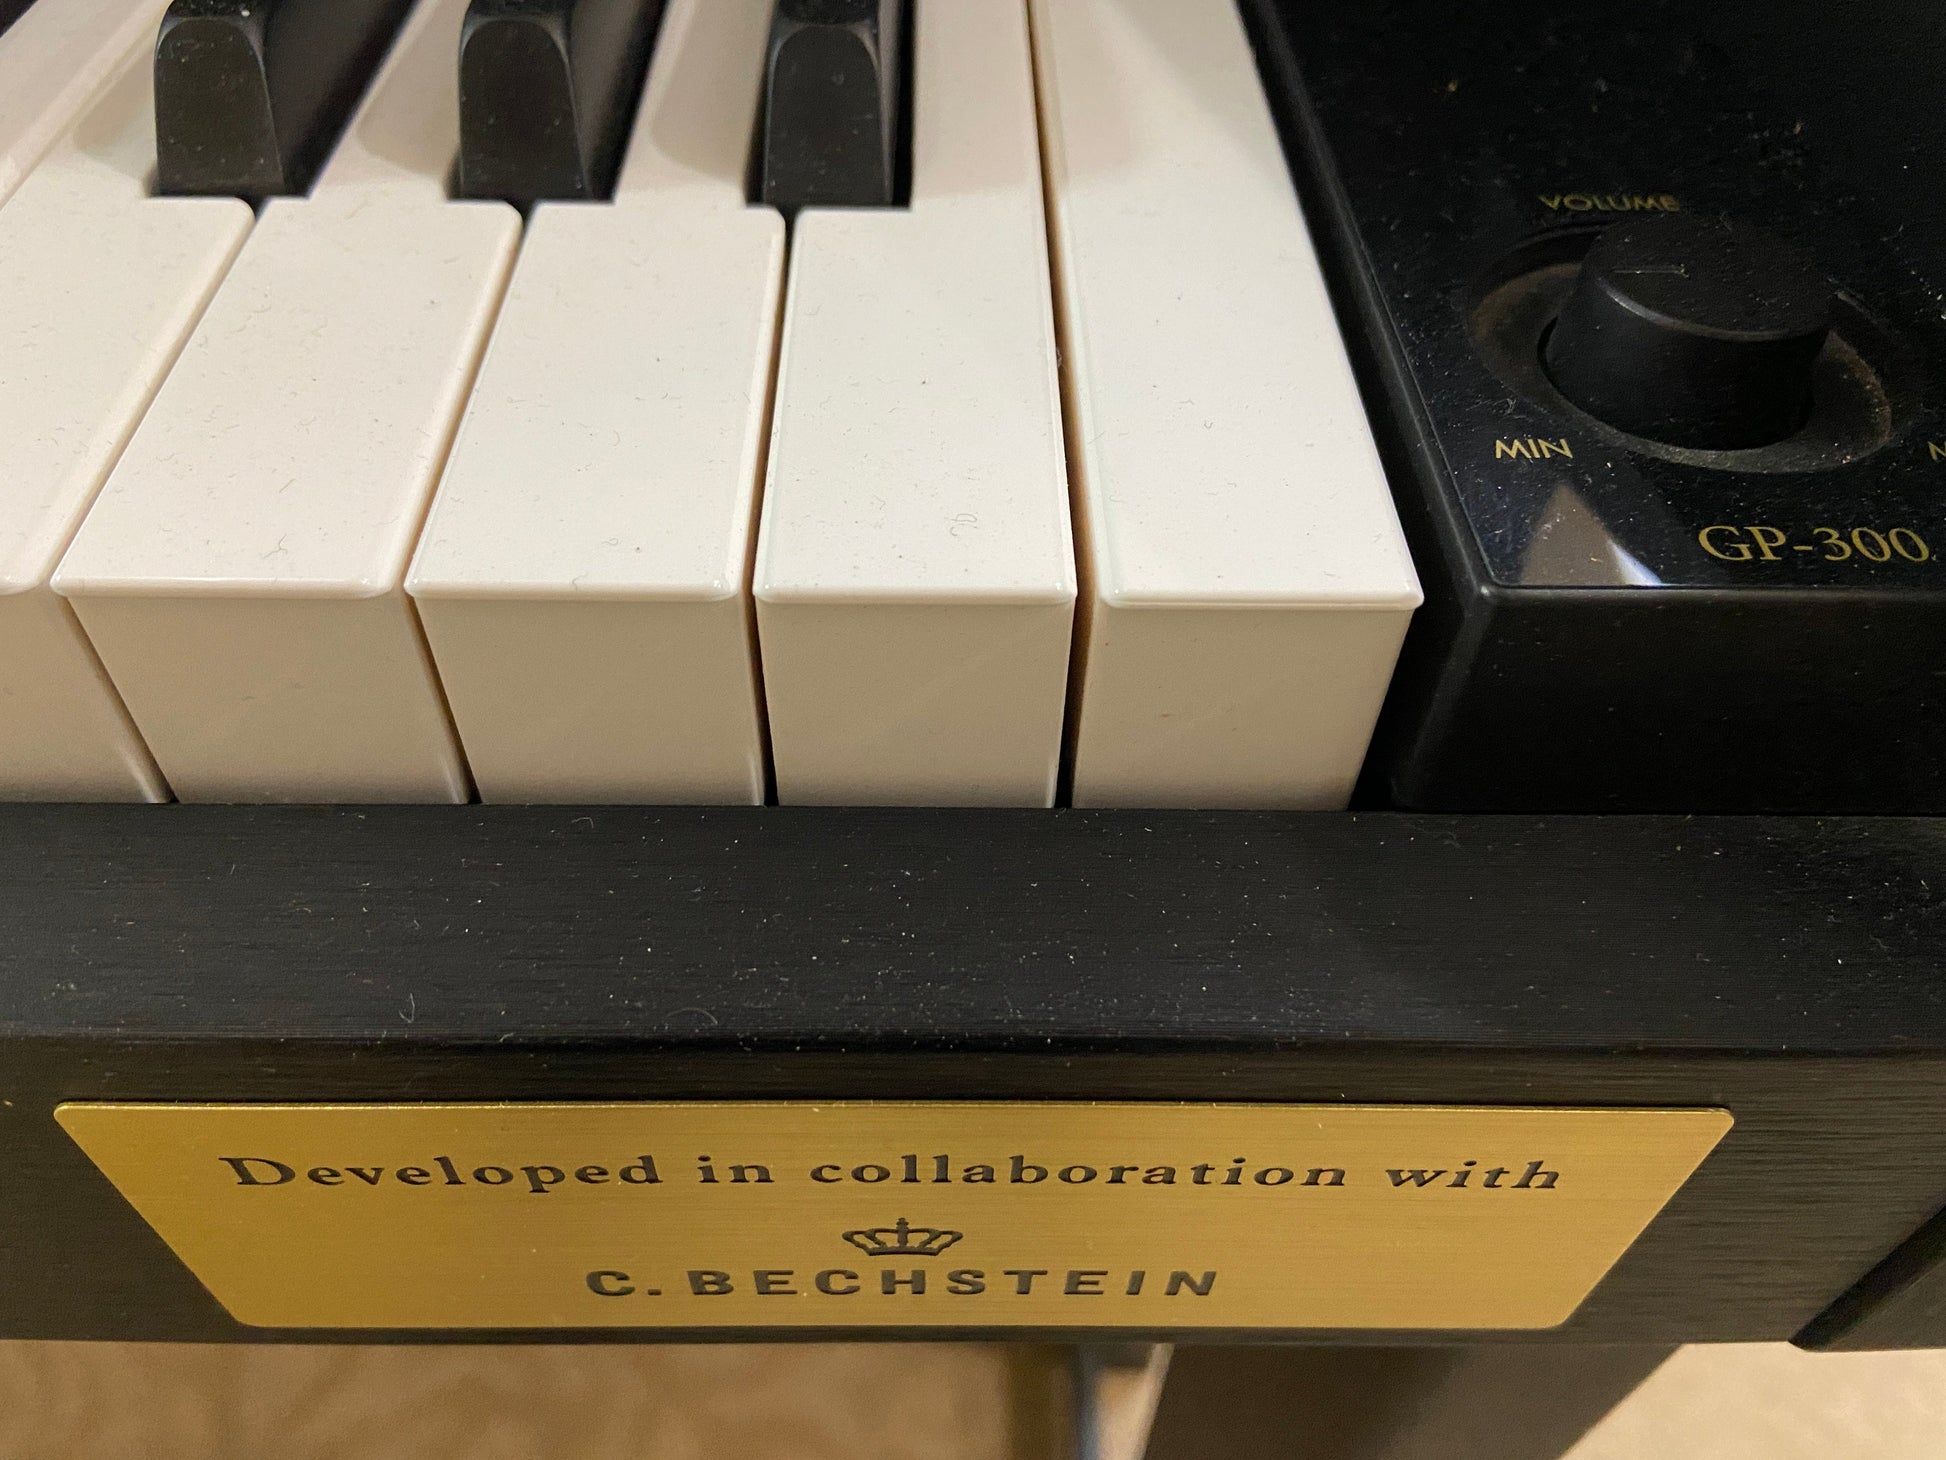 VOLUME
MIN
GP-300
Developed in collaboration with
C. BECHSTEIN